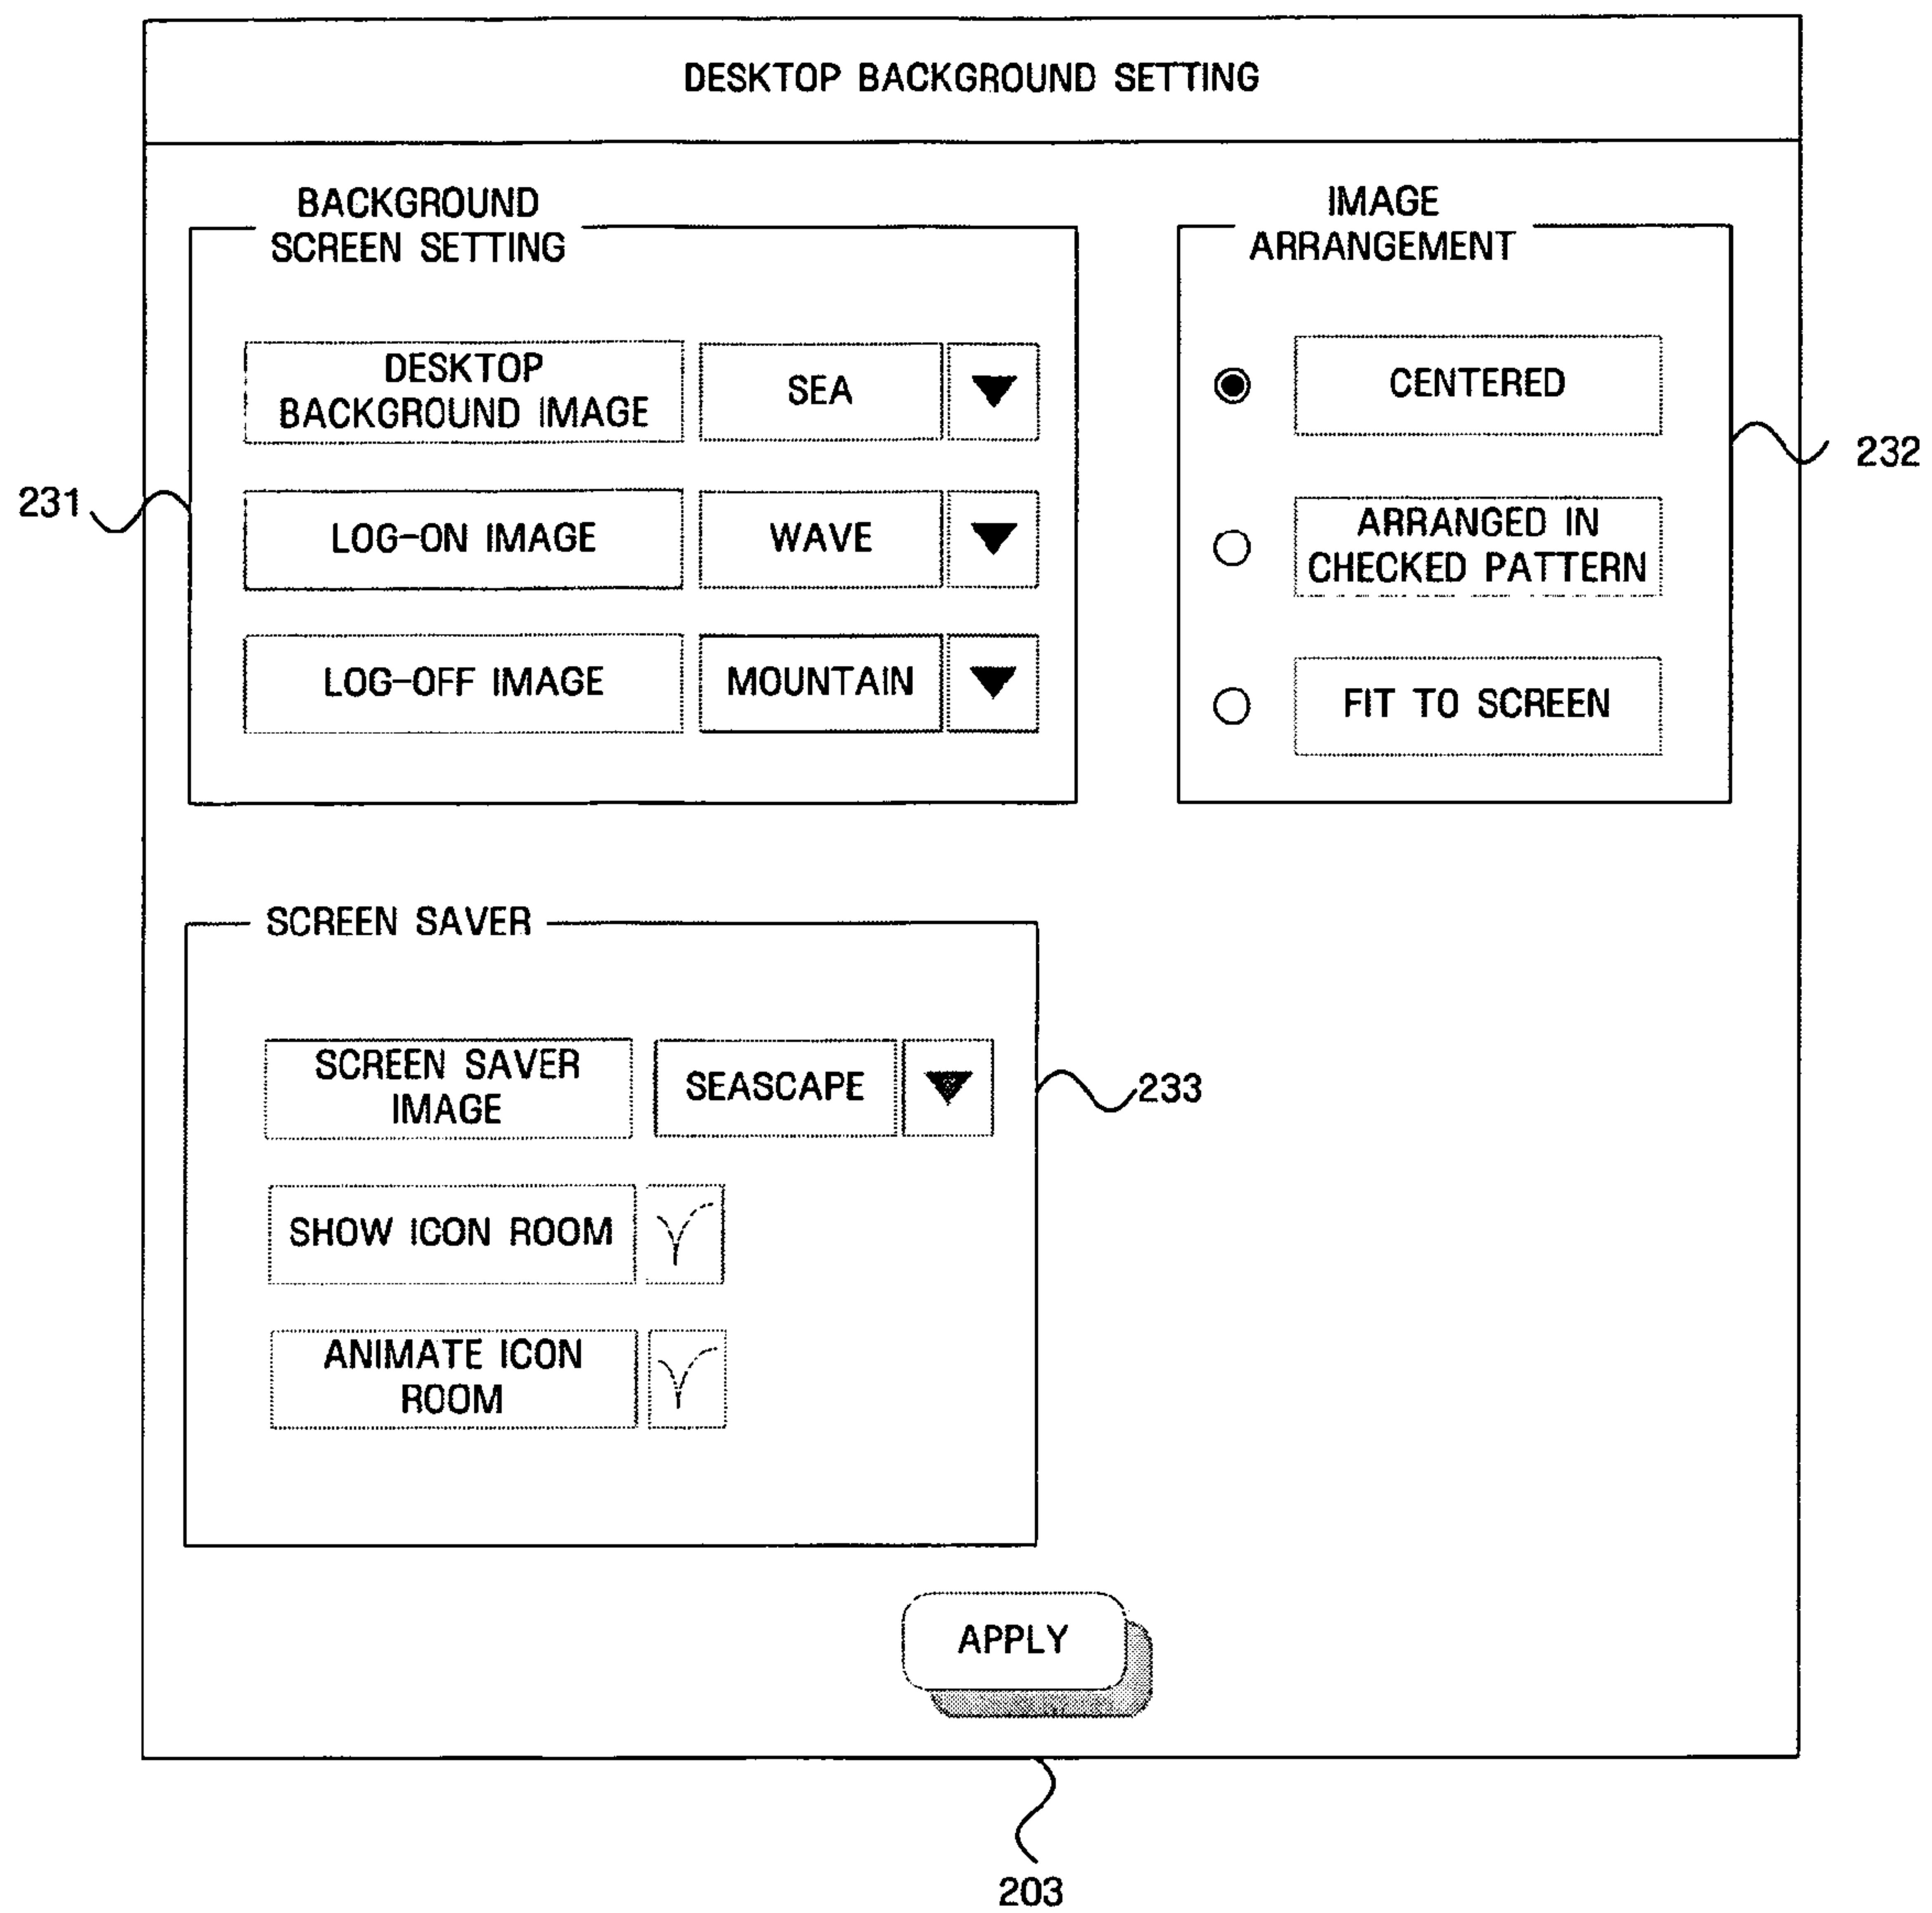 DESKTOP BACKGROUND SETTING
BACKGROUND
SCREEN SETTING
DESKTOP
BACKGROUND IMAGE
SEA
LOG-ON IMAGE
WAVE
LOG-OFF IMAGE
MOUNTAIN
231
IMAGE
ARRANGEMENT
CENTERED
ARRANGED IN
CHECKED PATTERN
FIT TO SCREEN
232
SCREEN SAVER
SCREEN SAVER
IMAGE
SEASCAPE
SHOW ICON ROOM
ANIMATE ICON
ROOM
233
APPLY
203